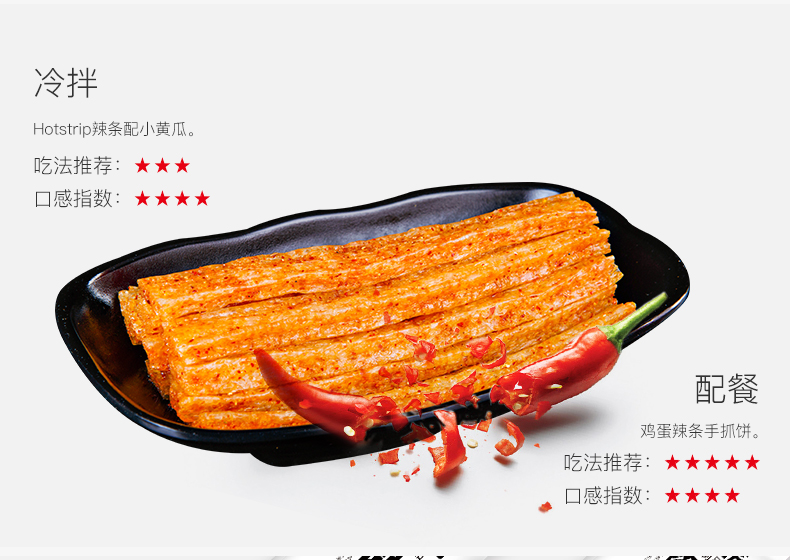 冷拌
Hotstrip辣条配小黄瓜。
吃法推荐：★★★
口感指数：★★★★
配餐
鸡蛋辣条手抓饼。
吃法推荐：★★★★★
口感指数：★★★★